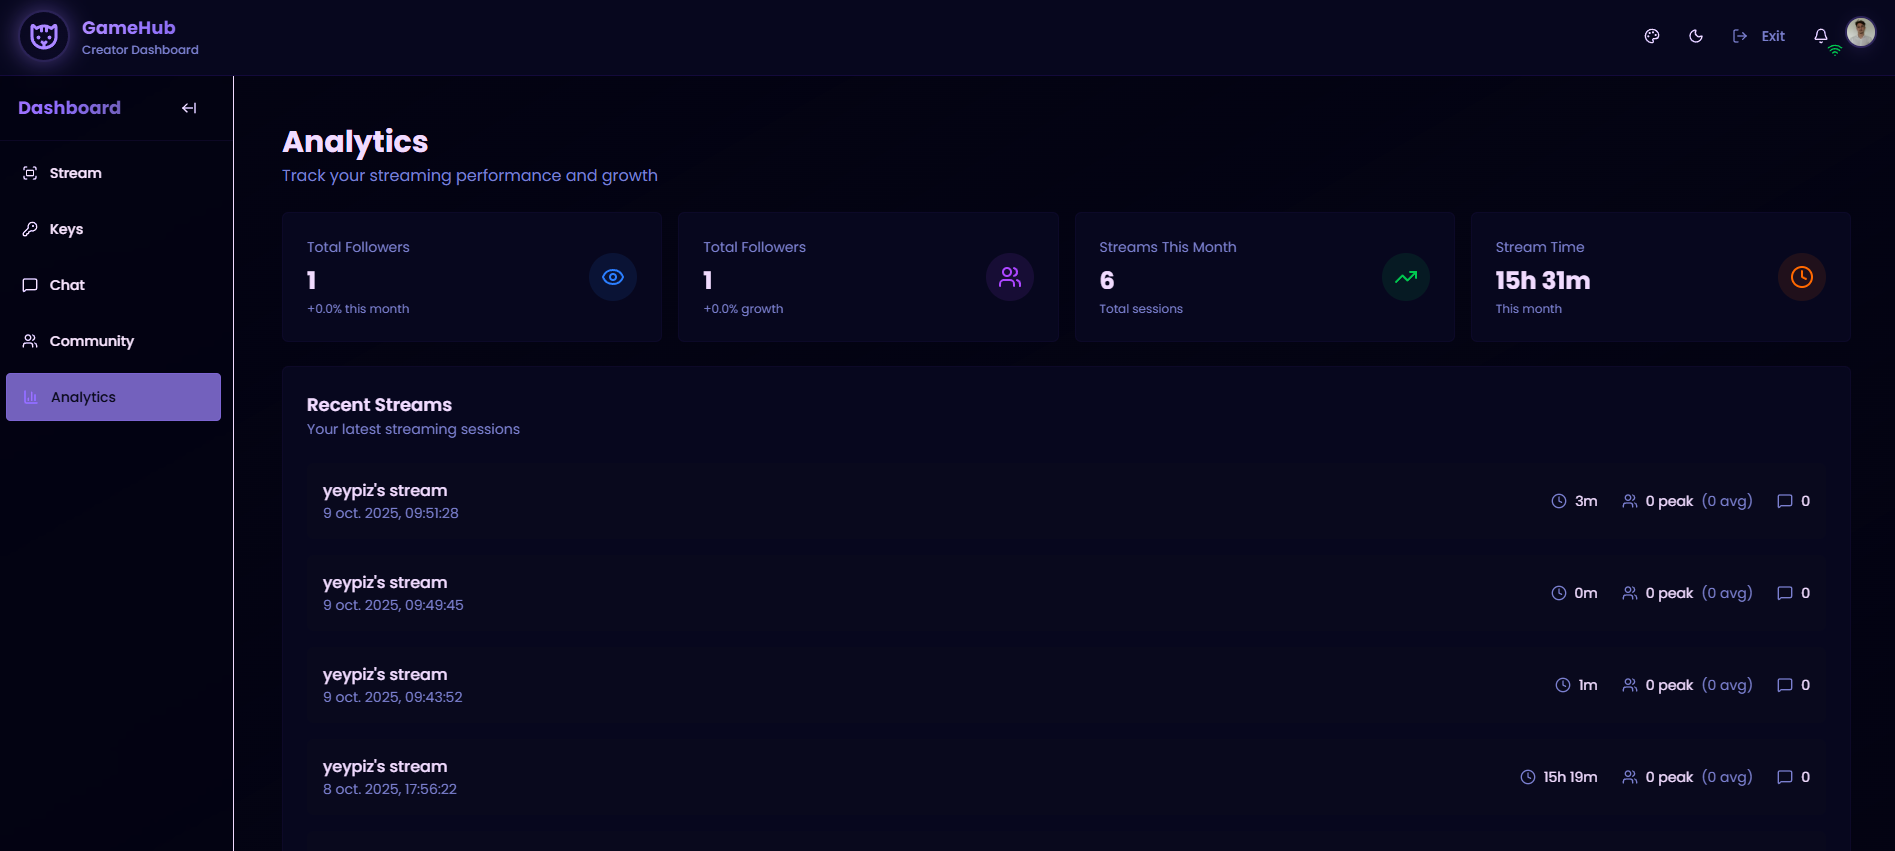 GameHub
Creator Dashboard
Exit
Dashboard
Stream
Keys
Chat
Community
Analytics
Analytics
Track your streaming performance and growth
Total Followers
1
+0.0% this month
Total Followers
1
+0.0% growth
Streams This Month
6
Total sessions
Stream Time
15h 31m
This month
Recent Streams
Your latest streaming sessions
yeypiz's stream
9 oct. 2025, 09:51:28
3m 0 peak (0 avg) 0
yeypiz's stream
9 oct. 2025, 09:49:45
0m 0 peak (0 avg) 0
yeypiz's stream
9 oct. 2025, 09:43:52
1m 0 peak (0 avg) 0
yeypiz's stream
8 oct. 2025, 17:56:22
15h 19m 0 peak (0 avg) 0